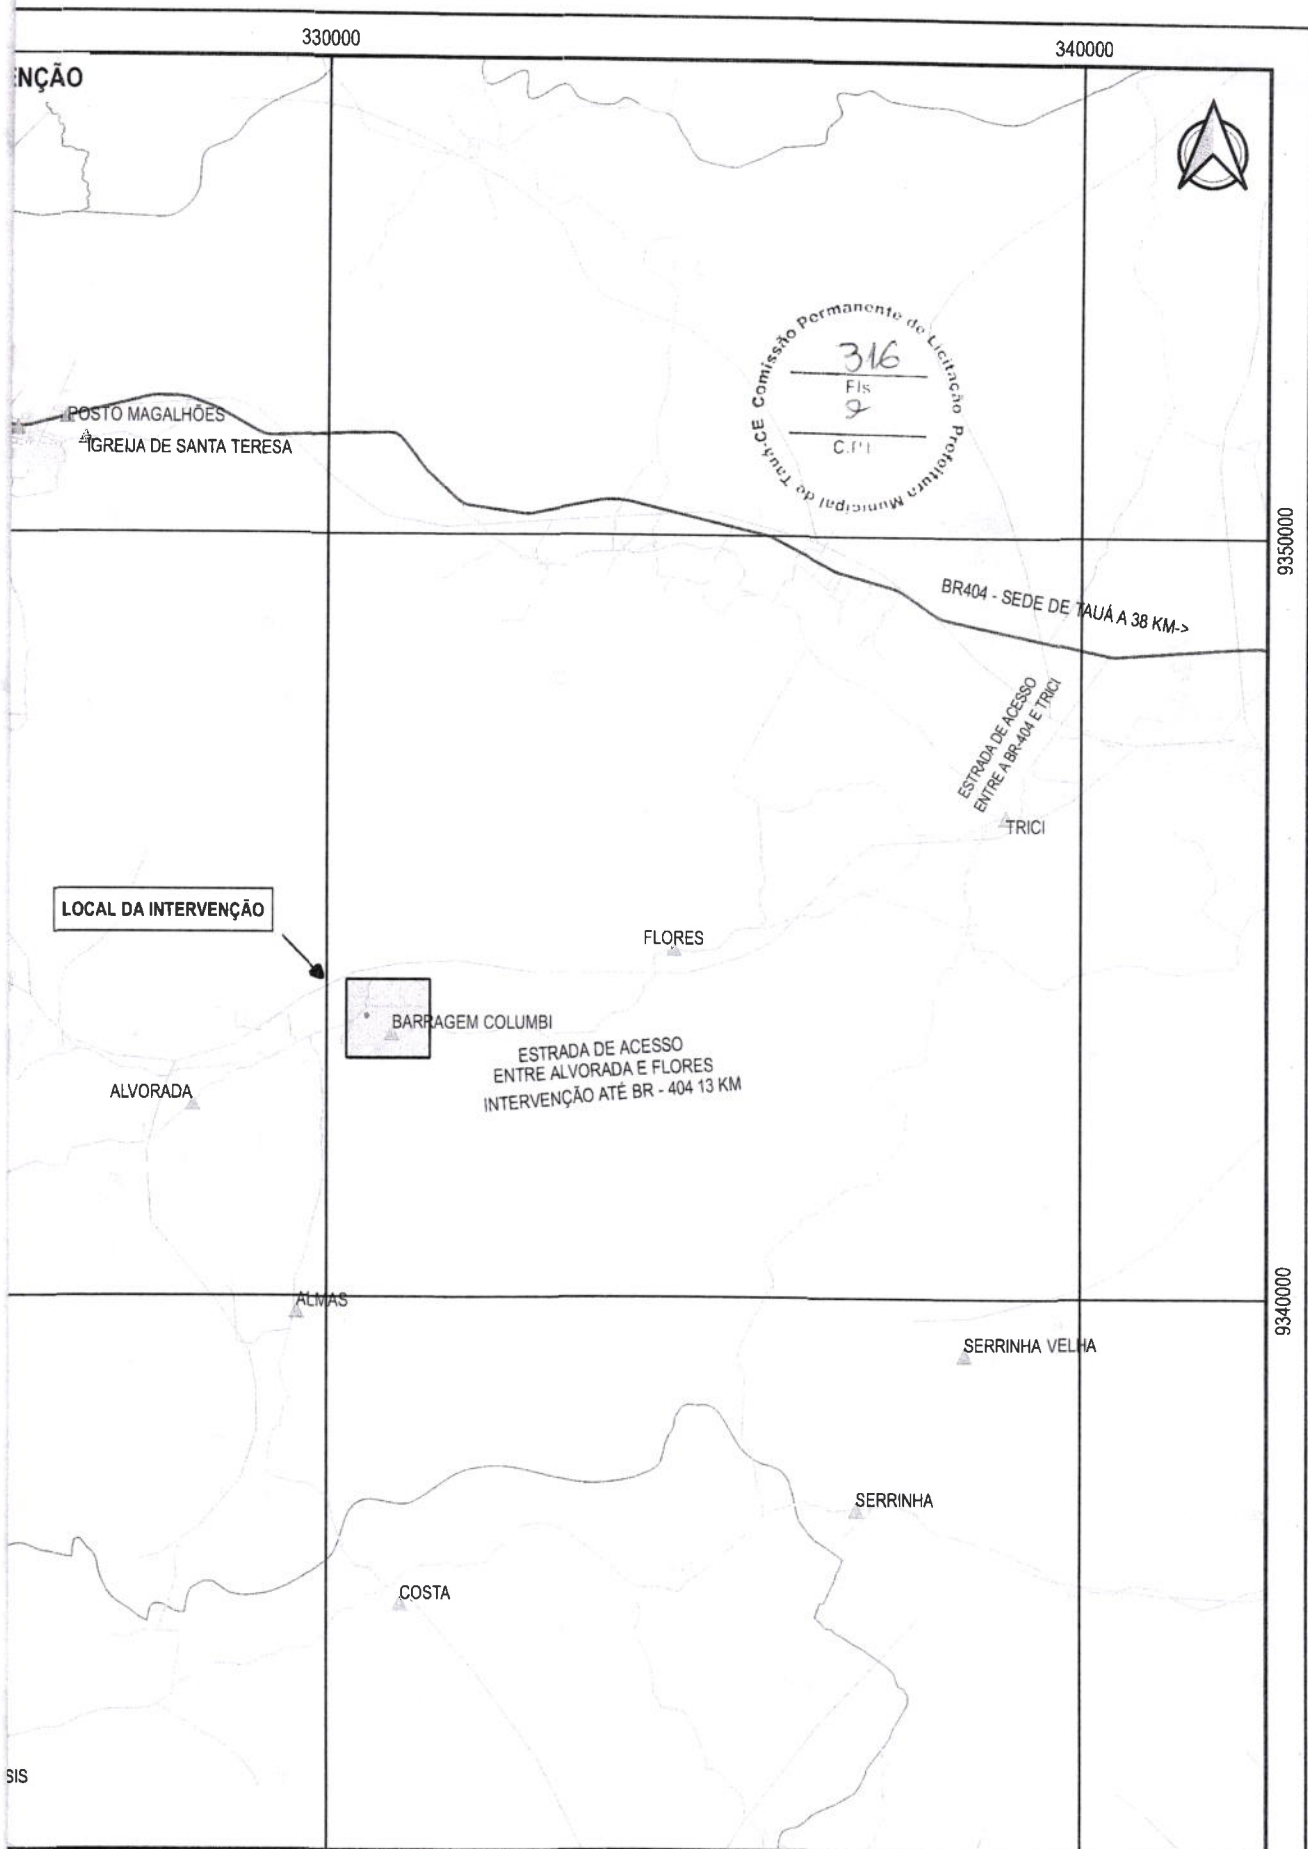 330000
340000
ENÇÃO
Comissão Permanente de Licitação Prefeitura Municipal de Tauá-CE
316
Fls
C.P.L
POSTO MAGALHÕES
IGREIJA DE SANTA TERESA
9350000
BR404 - SEDE DE TAUÁ A 38 KM->
ESTRADA DE ACESSO
ENTRE A BR-404 E TRICI
TRICI
LOCAL DA INTERVENÇÃO
FLORES
BARRAGEM COLUMBI
ESTRADA DE ACESSO
ENTRE ALVORADA E FLORES
INTERVENÇÃO ATÉ BR - 404 13 KM
ALVORADA
9340000
ALMAS
SERRINHA VELHA
SERRINHA
COSTA
SIS